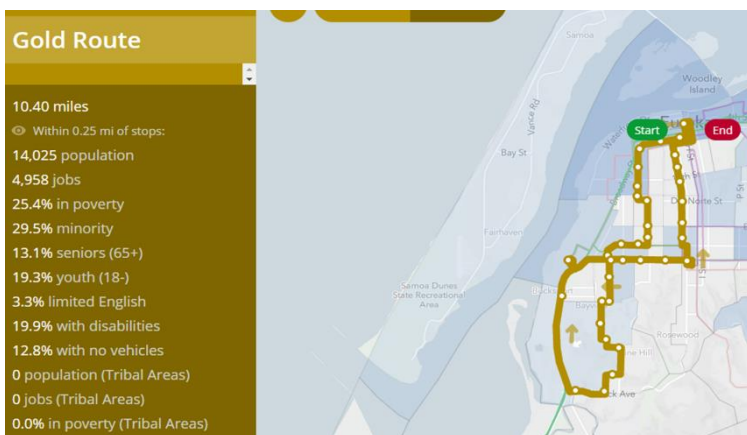 Gold Route
10.40 miles
Within 0.25 mi of stops:
14,025 population
4,958 jobs
25.4% in poverty
29.5% minority
13.1% seniors (65+)
19.3% youth (18-)
3.3% limited English
19.9% with disabilities
12.8% with no vehicles
0 population (Tribal Areas)
0 jobs (Tribal Areas)
0.0% in poverty (Tribal Areas)
Samoa
Woodley
Island
Vance Rd
Start
End
Bay St
Broadway
P St
Fairhaven
Samoa Dunes
State Recreational
Area
Rosewood